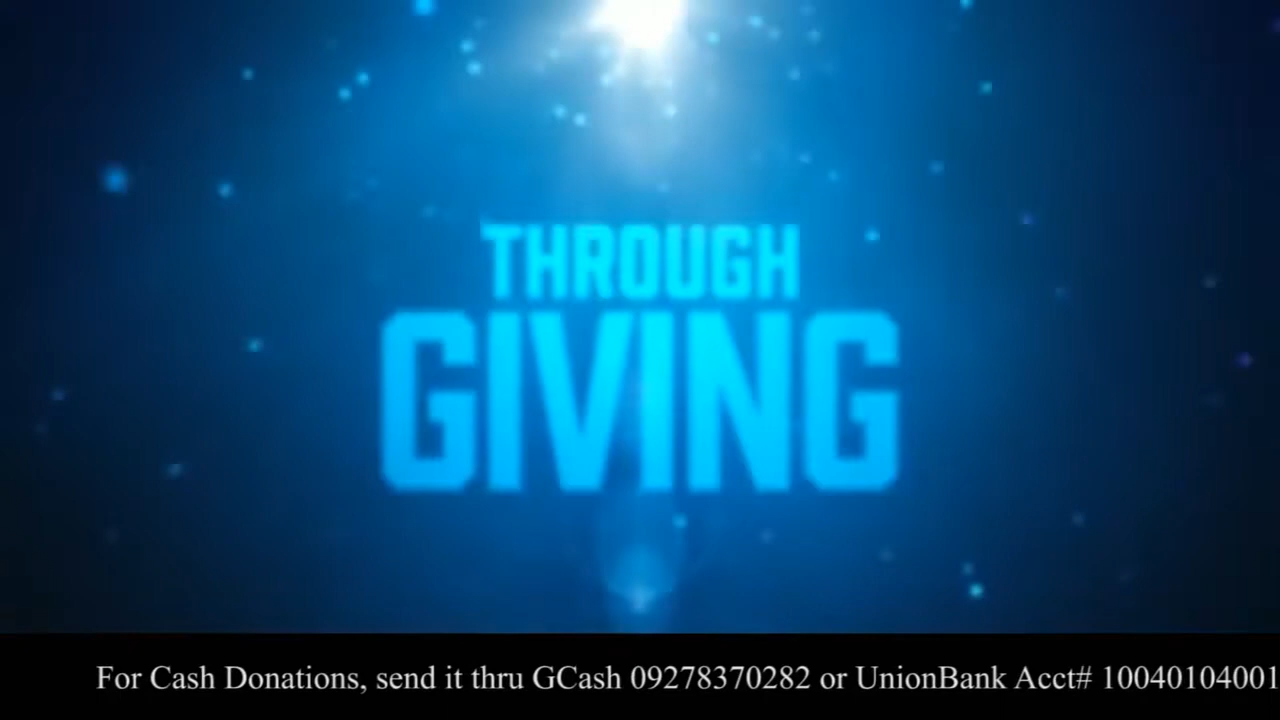 THROUGH
GIVING
For Cash Donations, send it thru GCash 09278370282 or UnionBank Acct# 10040104001